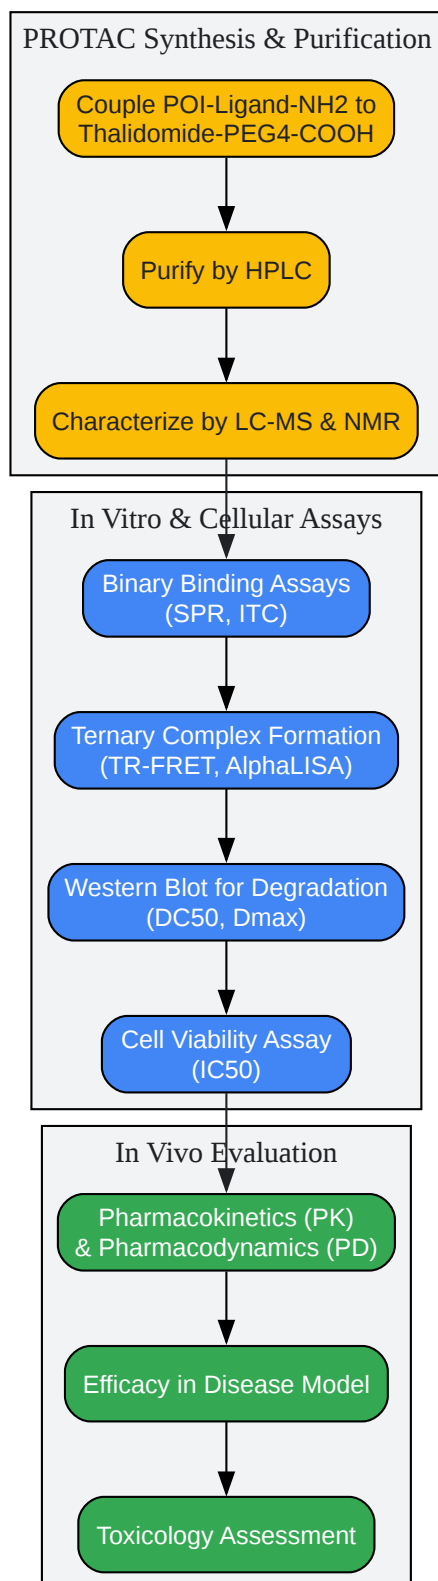 PROTAC Synthesis & Purification
Couple POI-Ligand-NH2 to
Thalidomide-PEG4-COOH
Purify by HPLC
Characterize by LC-MS & NMR
In Vitro & Cellular Assays
Binary Binding Assays
(SPR, ITC)
Ternary Complex Formation
(TR-FRET, AlphaLISA)
Western Blot for Degradation
(DC50, Dmax)
Cell Viability Assay
(IC50)
In Vivo Evaluation
Pharmacokinetics (PK)
& Pharmacodynamics (PD)
Efficacy in Disease Model
Toxicology Assessment